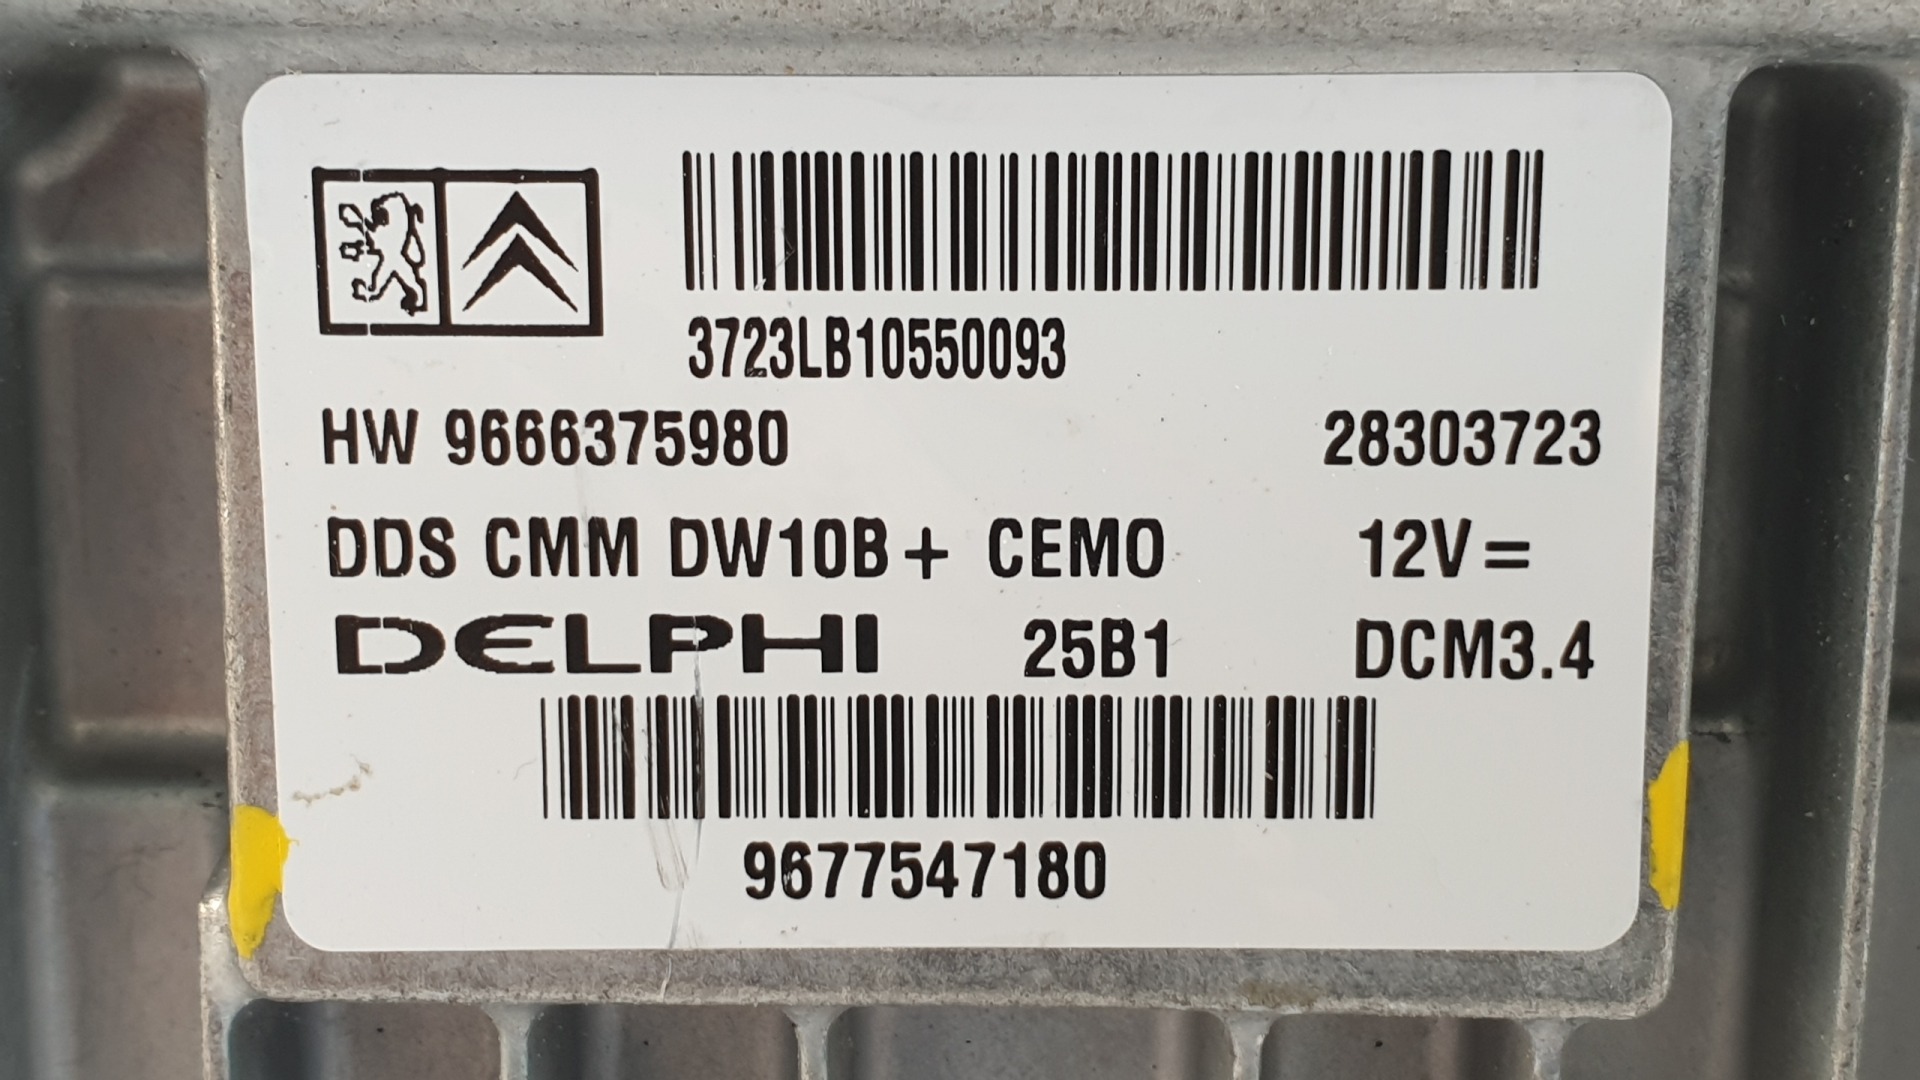 3723LB10550093
HW 9666375980 28303723
DDS CMM DW10B+ CEMO 12V=
DELPHI 25B1 DCM3.4
9677547180